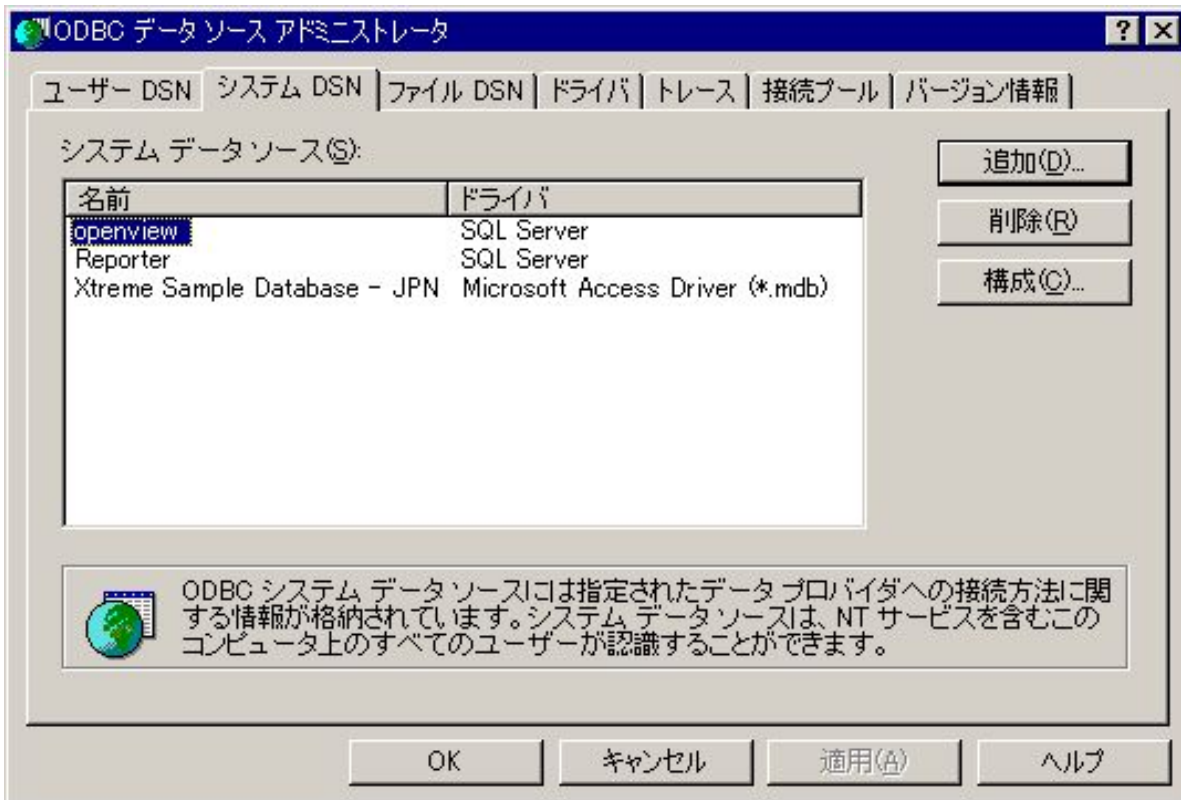 ODBC データ ソース アドミニストレータ
ユーザー DSN システム DSN ファイル DSN ドライバ トレース 接続プール バージョン情報
システム データ ソース(S):
追加(D)...
名前 ドライバ
openview SQL Server
削除(R)
Reporter SQL Server
Xtreme Sample Database - JPN Microsoft Access Driver (*.mdb)
構成(C)...
ODBC システム データ ソースには指定されたデータ プロバイダへの接続方法に関
する情報が格納されています。システム データ ソースは、NT サービスを含むこの
コンピュータ上のすべてのユーザーが認識することができます。
OK キャンセル 適用(A) ヘルプ